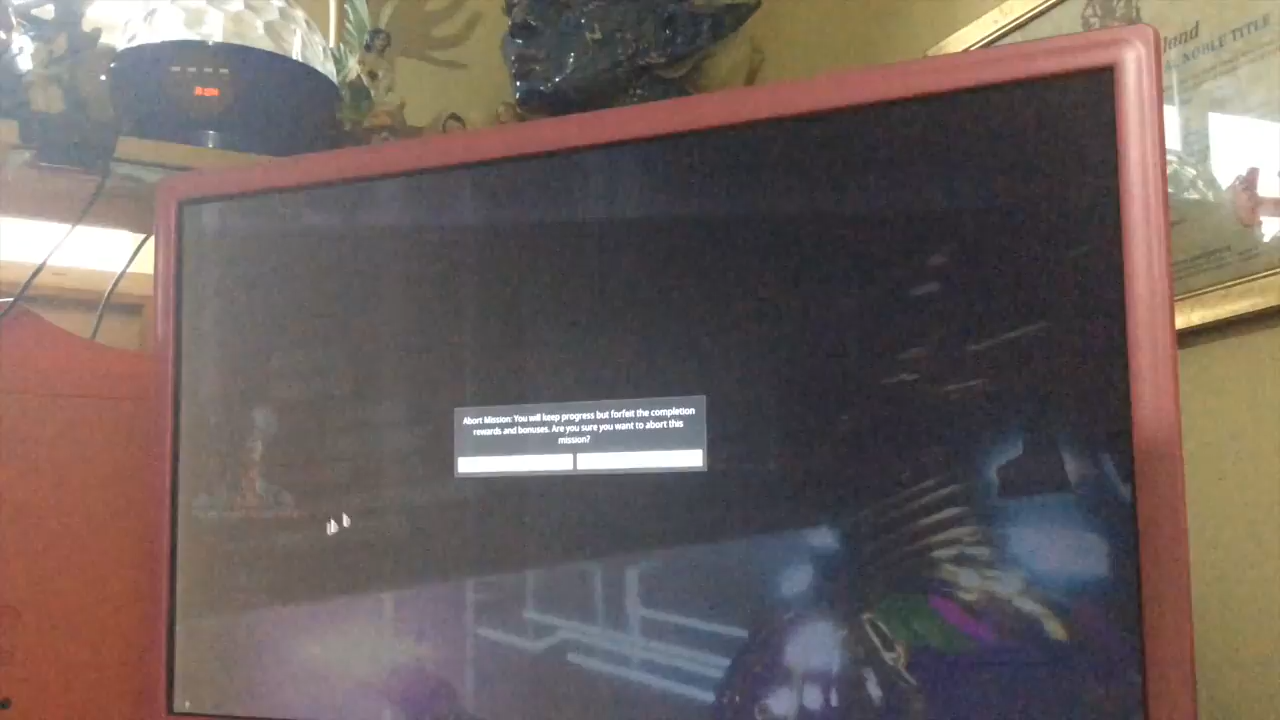 land
NOBLE TITLE
Abort Mission: You will keep progress but forfeit the completion
rewards and bonuses. Are you sure you want to abort this
mission?